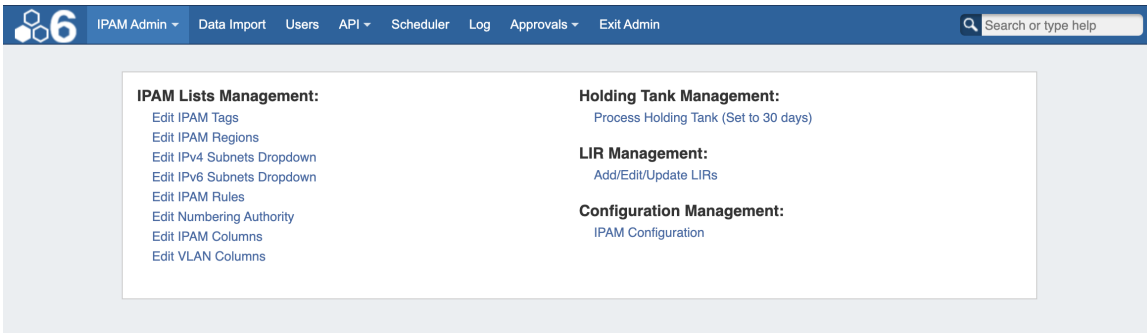 6 IPAM Admin Data Import Users API Scheduler Log Approvals Exit Admin Search or type help
IPAM Lists Management:
Edit IPAM Tags
Edit IPAM Regions
Edit IPv4 Subnets Dropdown
Edit IPv6 Subnets Dropdown
Edit IPAM Rules
Edit Numbering Authority
Edit IPAM Columns
Edit VLAN Columns
Holding Tank Management:
Process Holding Tank (Set to 30 days)
LIR Management:
Add/Edit/Update LIRs
Configuration Management:
IPAM Configuration